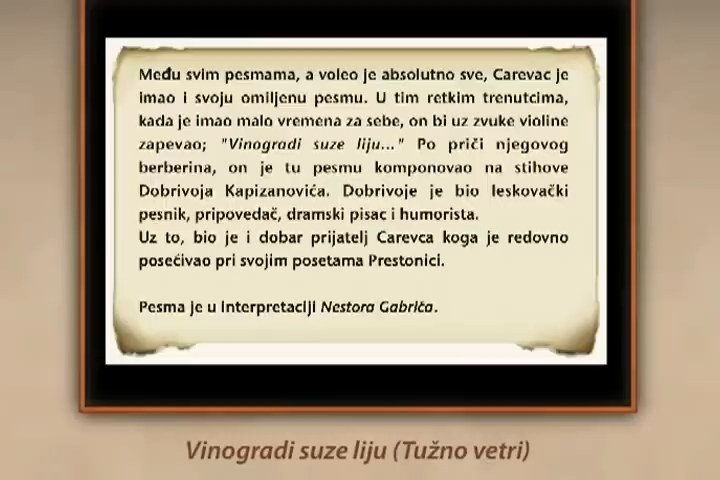 Među svim pesmama, a voleo je absolutno sve, Carevac je
imao i svoju omiljenu pesmu. U tim retkim trenutcima,
kada je imao malo vremena za sebe, on bi uz zvuke violine
zapevao; "Vinogradi suze liju..." Po priči njegovog
berberina, on je tu pesmu komponovao na stihove
Dobrivoja Kapizanovića. Dobrivoje je bio leskovački
pesnik, pripovedač, dramski pisac i humorista.
Uz to, bio je i dobar prijatelj Carevca koga je redovno
posećivao pri svojim posetama Prestonici.
Pesma je u interpretaciji Nestora Gabrića.
Vinogradi suze liju (Tužno vetri)